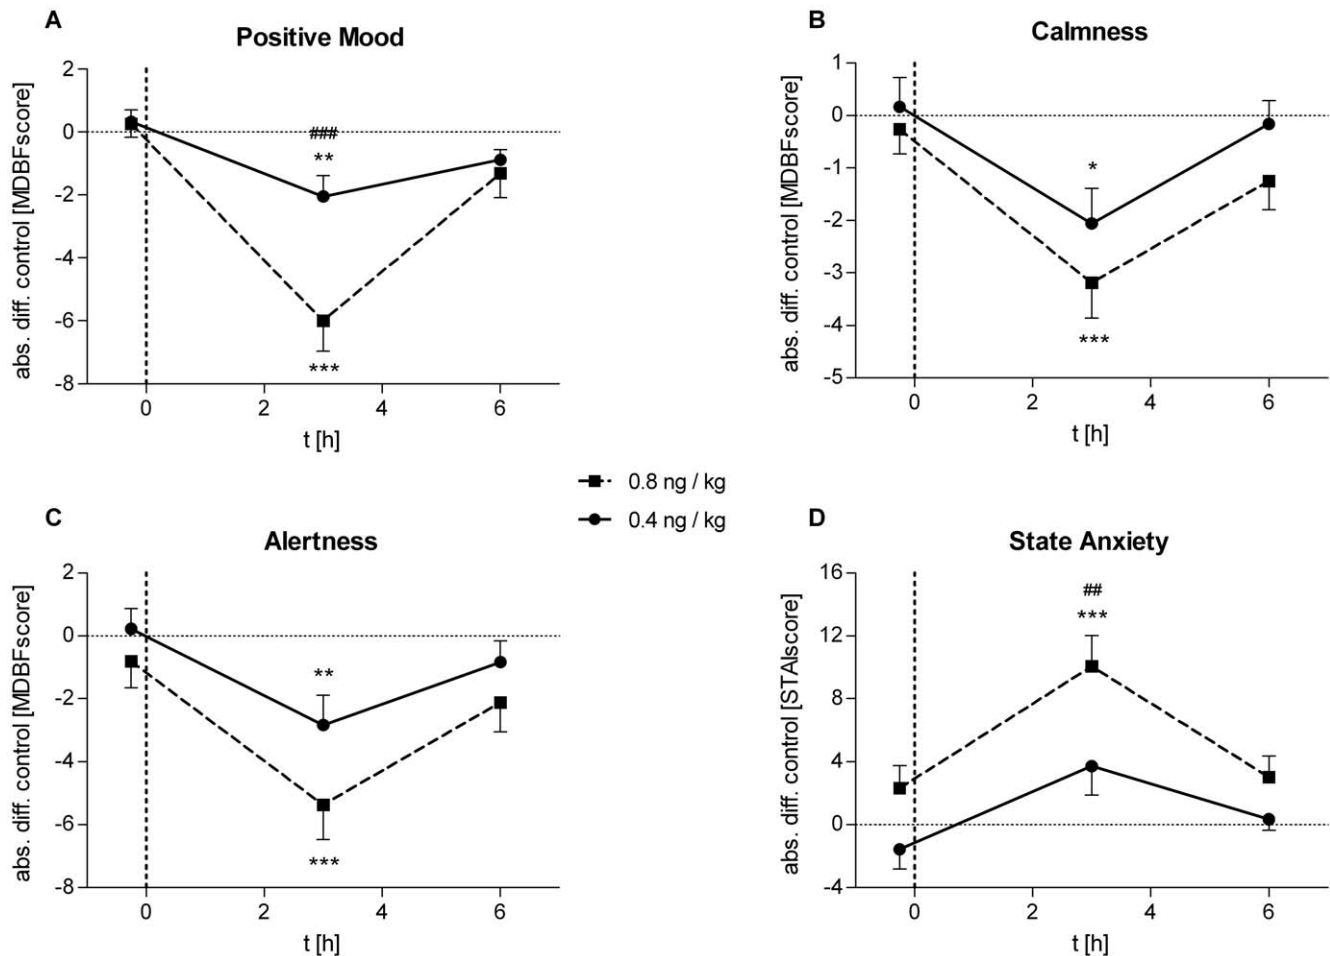 A
Positive Mood
abs. diff. control [MDBFscore]
2
0
-2
-4
-6
-8
###
**
***
0
2
4
6
t [h]
B
Calmness
abs. diff. control [MDBFscore]
1
0
-1
-2
-3
-4
-5
*
***
0
2
4
6
t [h]
0.8 ng / kg
0.4 ng / kg
C
Alertness
abs. diff. control [MDBFscore]
2
0
-2
-4
-6
-8
**
***
0
2
4
6
t [h]
D
State Anxiety
abs. diff. control [STAIscore]
16
12
8
4
0
-4
##
***
0
2
4
6
t [h]